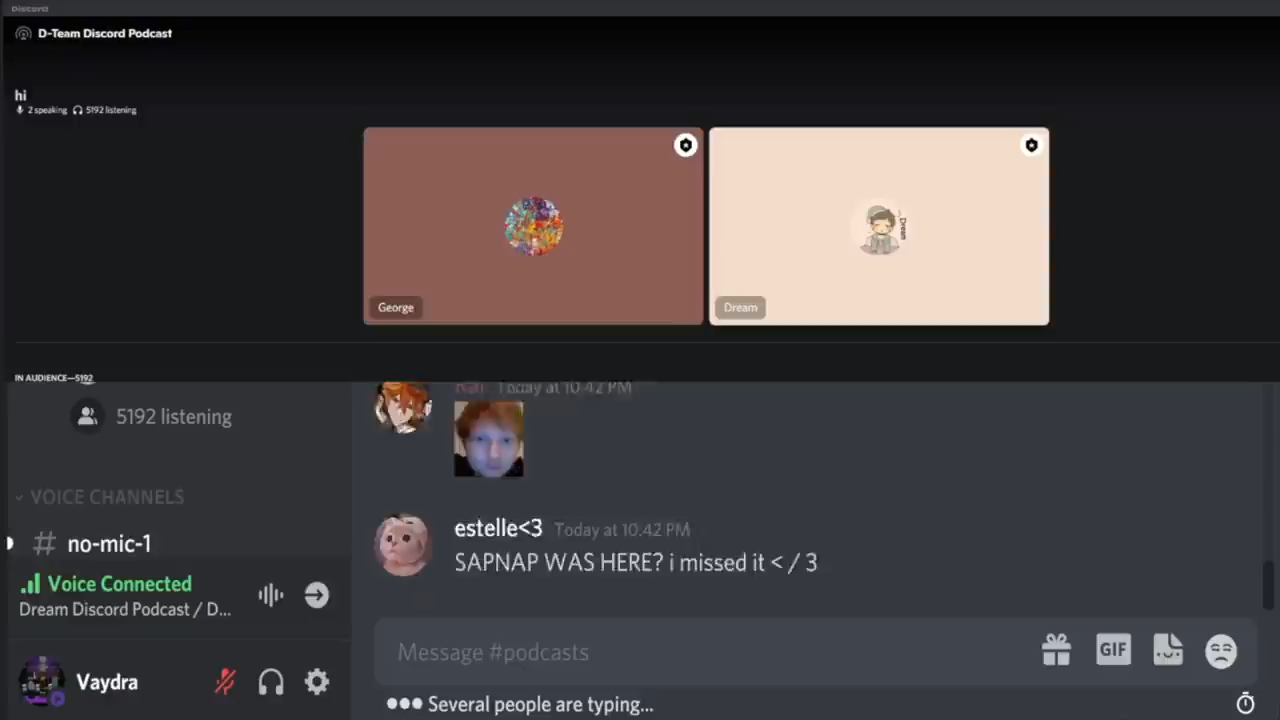 Discord
D-Team Discord Podcast
hi
2 speaking 5192 listening
George
Drean
Dream
IN AUDIENCE—5192
5192 listening
Today at 10.42 PM
VOICE CHANNELS
# no-mic-1
estelle<3 Today at 10.42 PM
SAPNAP WAS HERE? i missed it < / 3
Voice Connected
Dream Discord Podcast / D...
Message #podcasts
GIF
Vaydra
Several people are typing...